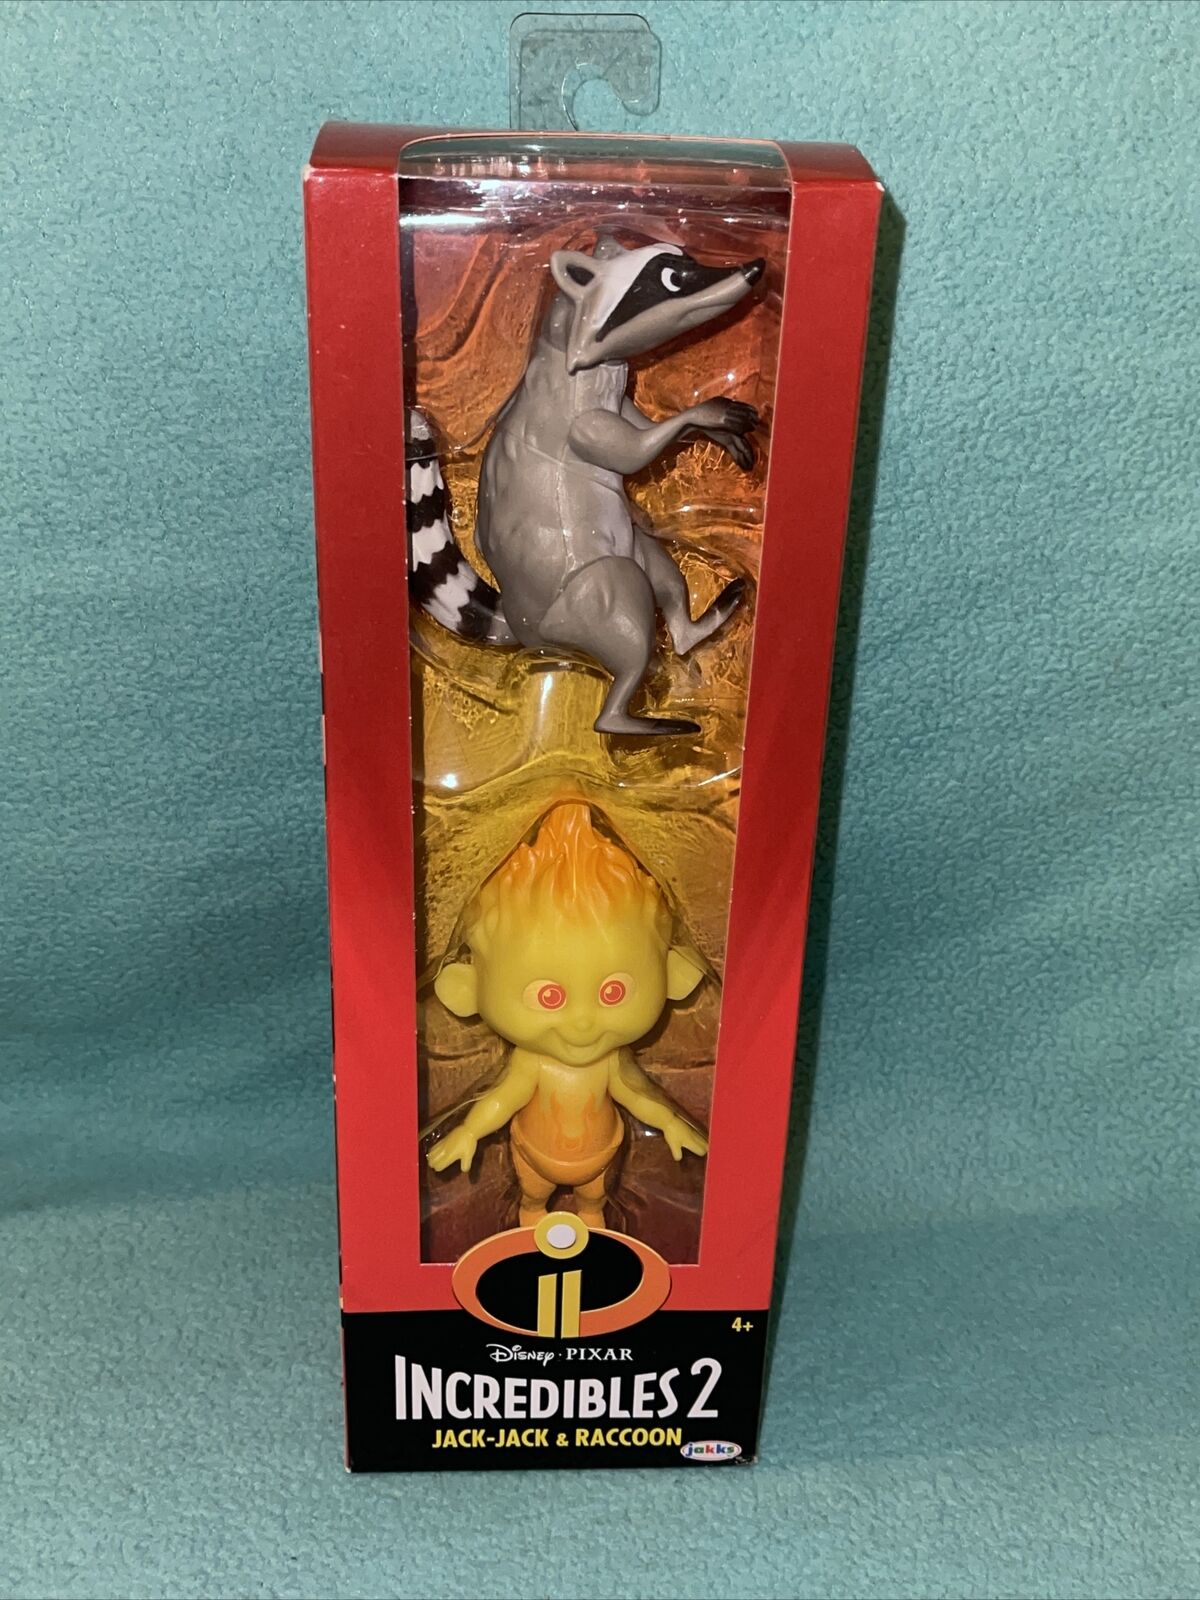 4+
Disney · PIXAR
INCREDIBLES 2
JACK-JACK & RACCOON
jakks